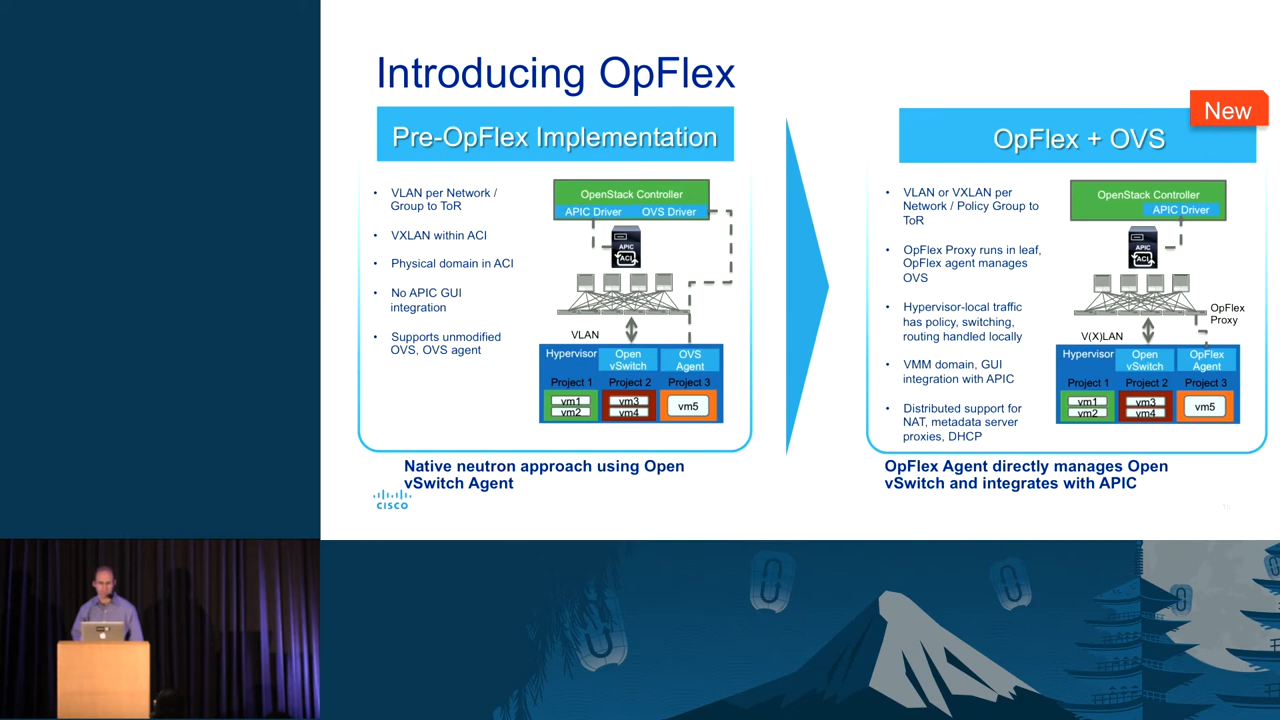 Introducing OpFlex
Pre-OpFlex Implementation
• VLAN per Network /
Group to ToR
• VXLAN within ACI
• Physical domain in ACI
• No APIC GUI
integration
• Supports unmodified
OVS, OVS agent
OpenStack Controller
APIC Driver OVS Driver
APIC
ACI
VLAN
Hypervisor Open
vSwitch OVS
Agent
Project 1 Project 2 Project 3
vm1 vm3 vm5
vm2 vm4
Native neutron approach using Open
vSwitch Agent
CISCO
New
OpFlex + OVS
• VLAN or VXLAN per
Network / Policy Group to
ToR
• OpFlex Proxy runs in leaf,
OpFlex agent manages
OVS
• Hypervisor-local traffic
has policy, switching,
routing handled locally
• VMM domain, GUI
integration with APIC
• Distributed support for
NAT, metadata server
proxies, DHCP
OpenStack Controller
APIC Driver
APIC
ACI
OpFlex
Proxy
V(X)LAN
Hypervisor Open
vSwitch OpFlex
Agent
Project 1 Project 2 Project 3
vm1 vm3 vm5
vm2 vm4
OpFlex Agent directly manages Open
vSwitch and integrates with APIC
15